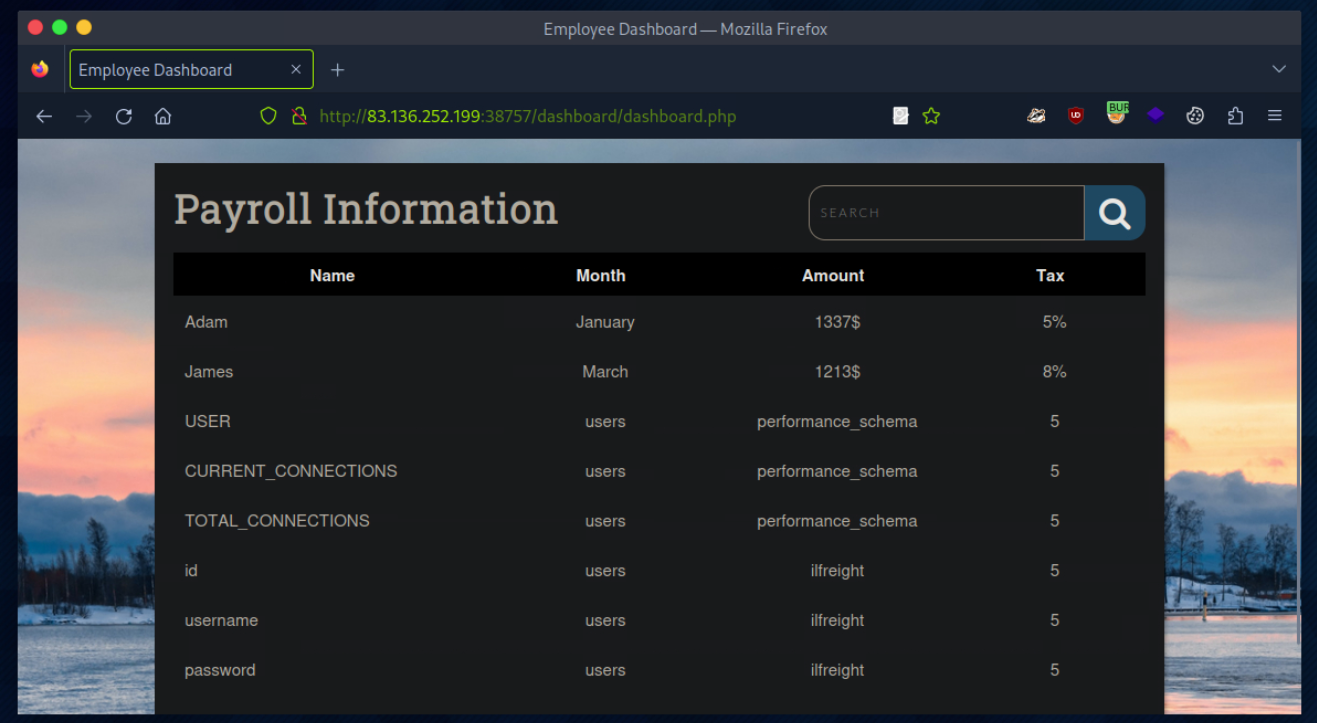 Employee Dashboard — Mozilla Firefox
Employee Dashboard
http://83.136.252.199:38757/dashboard/dashboard.php
BUR
Payroll Information
SEARCH
Name Month Amount Tax
Adam January 1337$ 5%
James March 1213$ 8%
USER users performance_schema 5
CURRENT_CONNECTIONS users performance_schema 5
TOTAL_CONNECTIONS users performance_schema 5
id users ilfreight 5
username users ilfreight 5
password users ilfreight 5